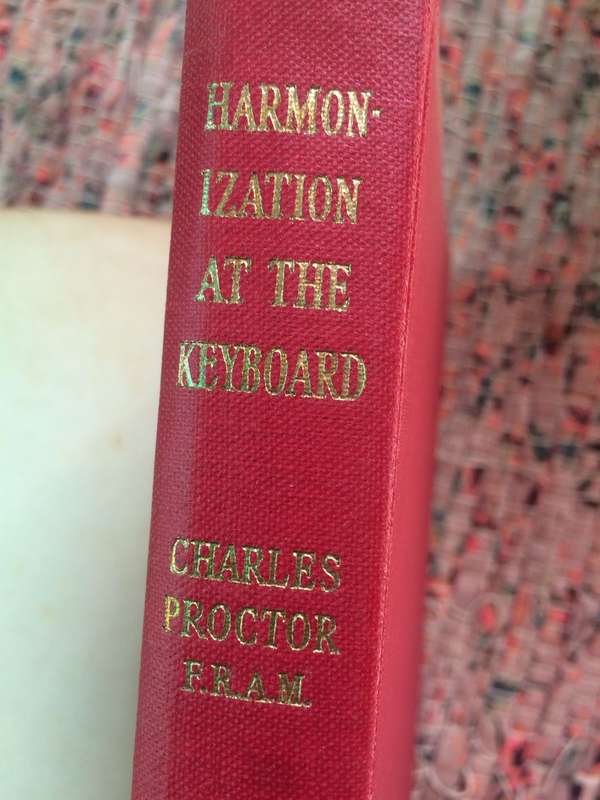 HARMON-
IZATION
AT THE
KEYBOARD
CHARLES
PROCTOR
F.R.A.M.